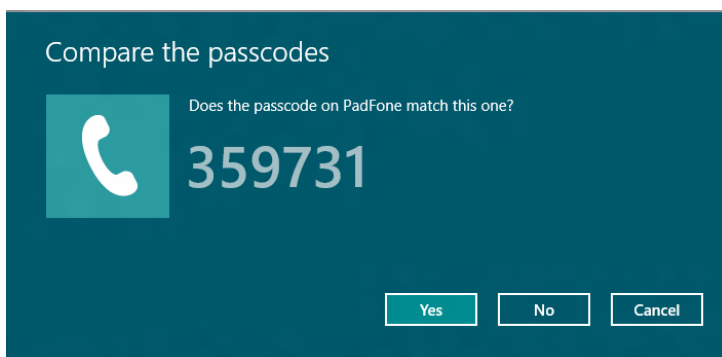 Compare the passcodes
Does the passcode on PadFone match this one?
359731
Yes No Cancel